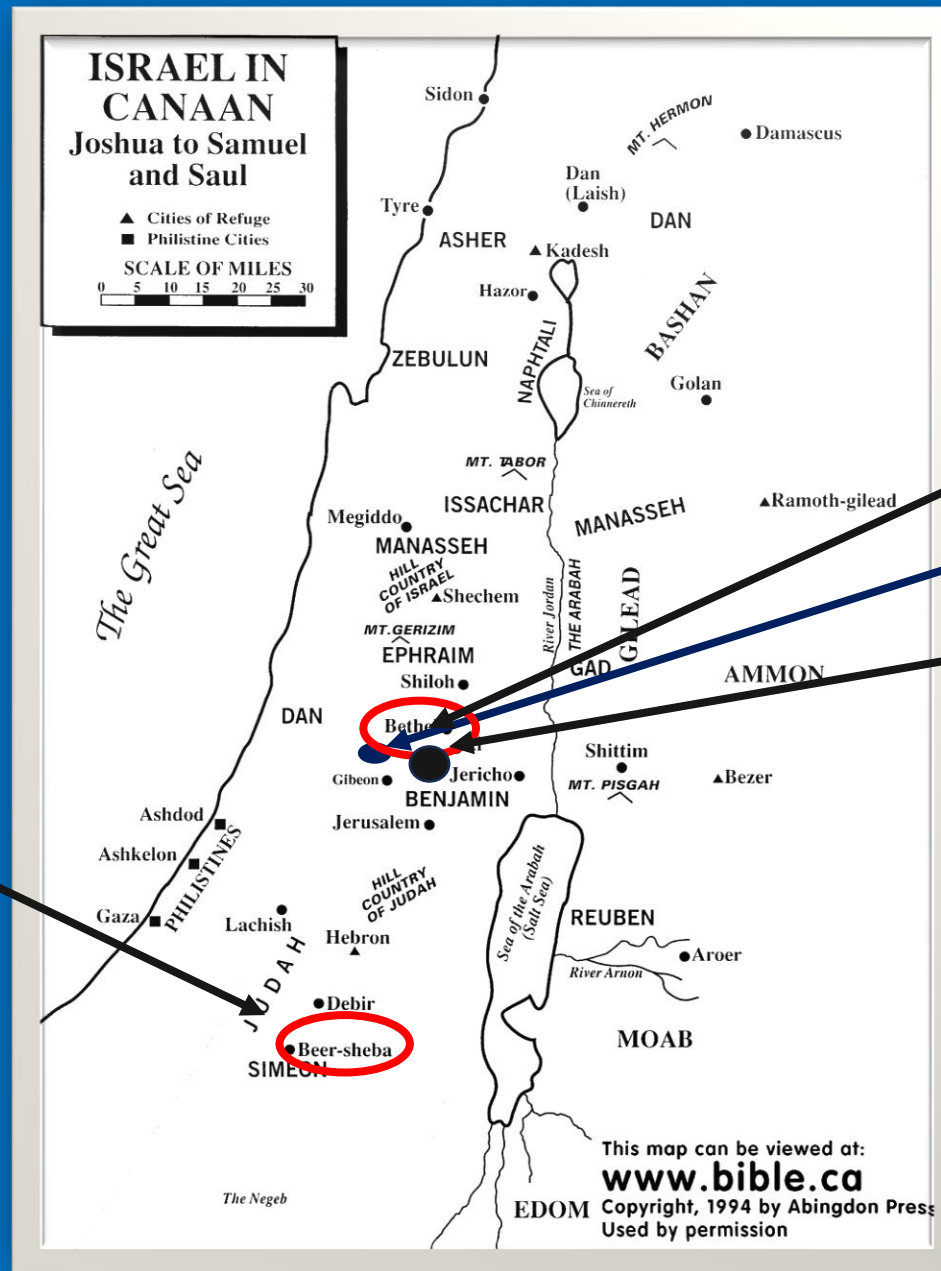 ISRAEL IN
CANAAN
Joshua to Samuel
and Saul
▲ Cities of Refuge
■ Philistine Cities
SCALE OF MILES
0 5 10 15 20 25 30
Sidon
MT. HERMON
Damascus
Dan
(Laish)
Tyre
DAN
ASHER
Kadesh
Hazor
BASHAN
NAPHTALI
ZEBULUN
Golan
Sea of
Chinnereth
The Great Sea
MT. TABOR
ISSACHAR
Ramoth-gilead
MANASSEH
Megiddo
MANASSEH
HILL
COUNTRY
OF ISRAEL
Shechem
River Jordan
THE ARABAH
GILEAD
MT. GERIZIM
EPHRAIM
GAD
AMMON
Shiloh
DAN
Bethe
Shittim
Gibeon
Jericho
MT. PISGAH
Bezer
BENJAMIN
Ashdod
Jerusalem
Ashkelon
PHILISTINES
HILL
COUNTRY
OF JUDAH
Sea of the Arabah
(Salt Sea)
Gaza
Lachish
REUBEN
Hebron
Aroer
River Arnon
JUDAH
Debir
MOAB
Beer-sheba
SIMEON
The Negeb
EDOM
This map can be viewed at:
www.bible.ca
Copyright, 1994 by Abingdon Press
Used by permission